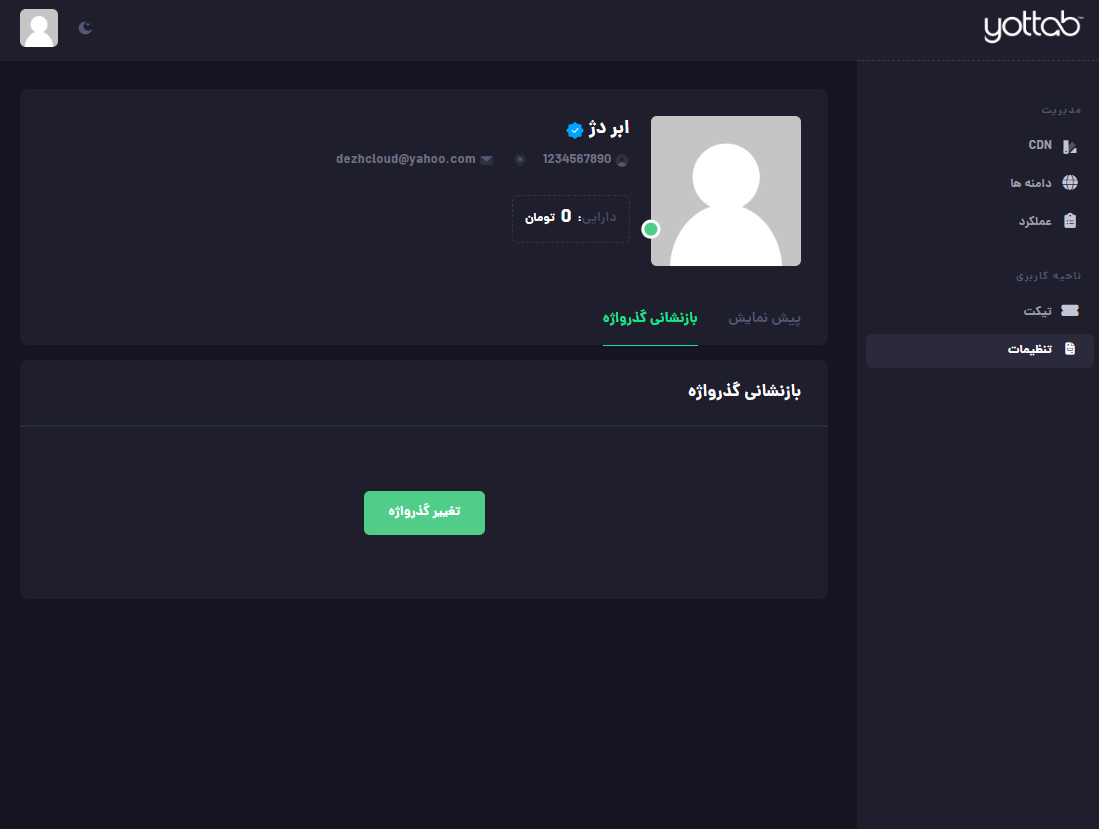 yottab™
مدیریت
CDN
دامنه ها
عملکرد
ناحیه کاربری
تیکت
تنظیمات
ابر دژ
1234567890
dezhcloud@yahoo.com
دارایی: 0 تومان
پیش نمایش
بازنشانی گذرواژه
بازنشانی گذرواژه
تغییر گذرواژه